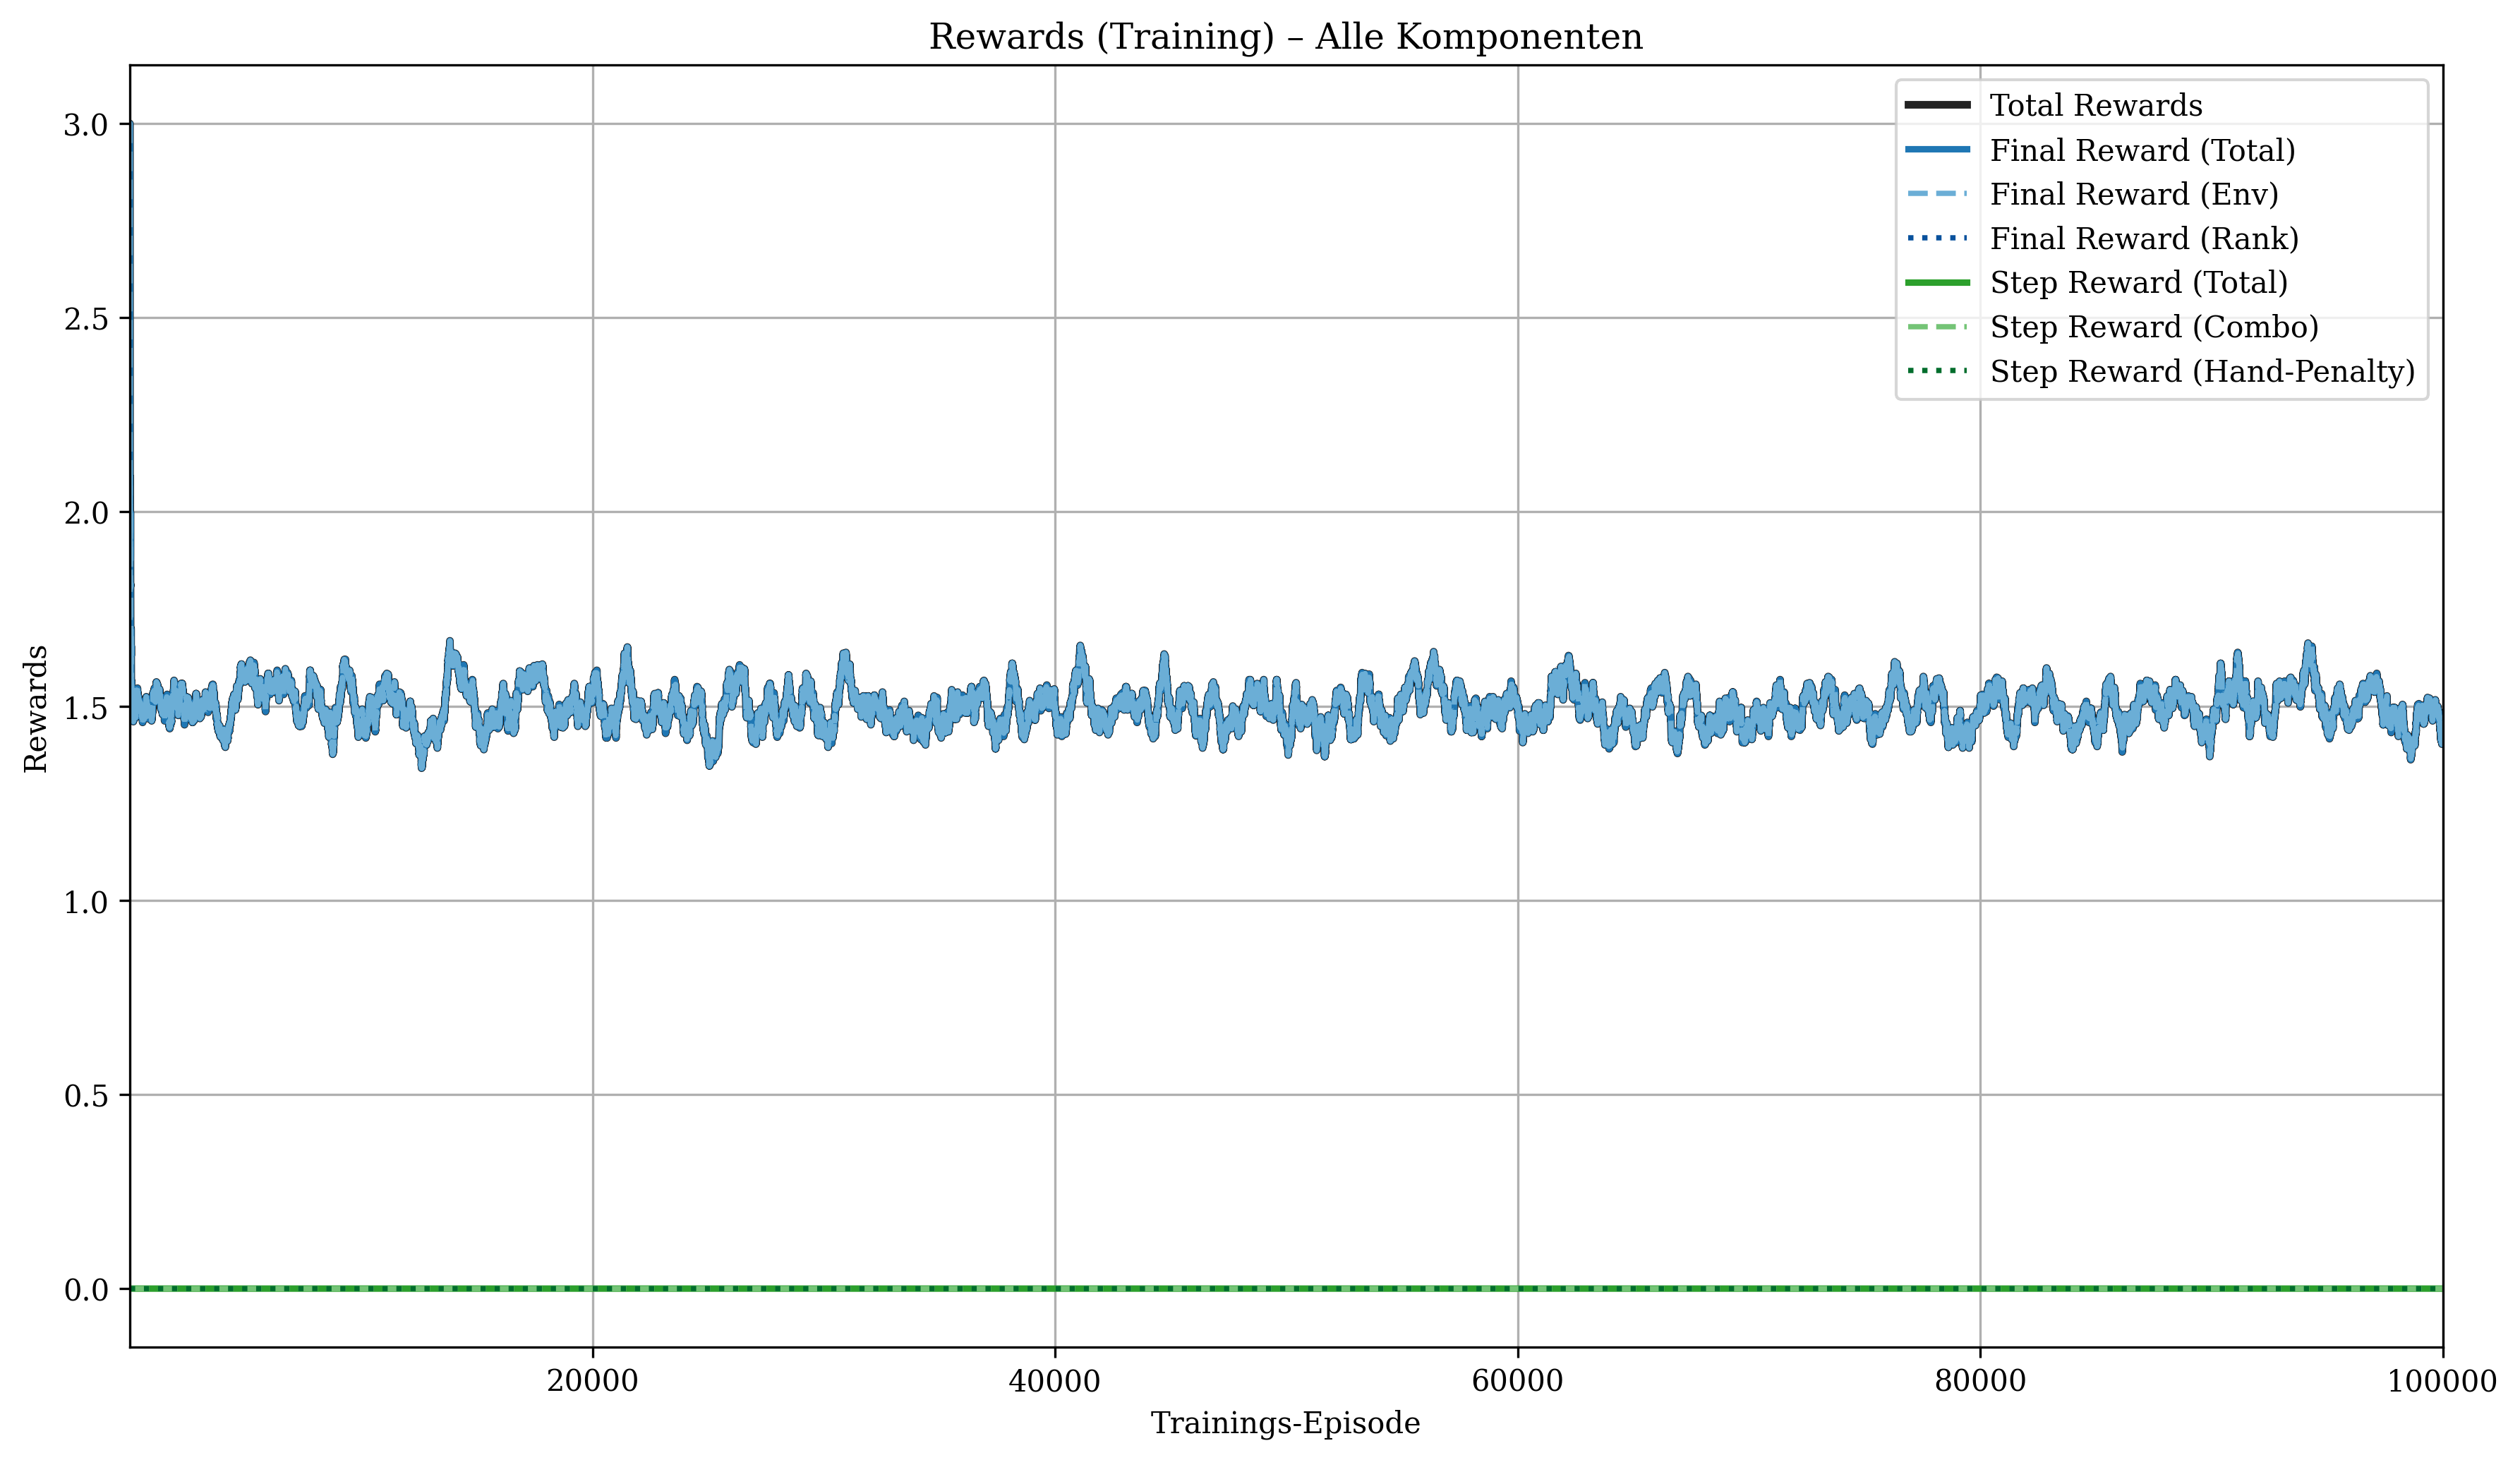 Rewards (Training) – Alle Komponenten
3.0
2.5
2.0
1.5
1.0
0.5
0.0
Rewards
Total Rewards
Final Reward (Total)
Final Reward (Env)
Final Reward (Rank)
Step Reward (Total)
Step Reward (Combo)
Step Reward (Hand-Penalty)
20000
40000
60000
80000
100000
Trainings-Episode